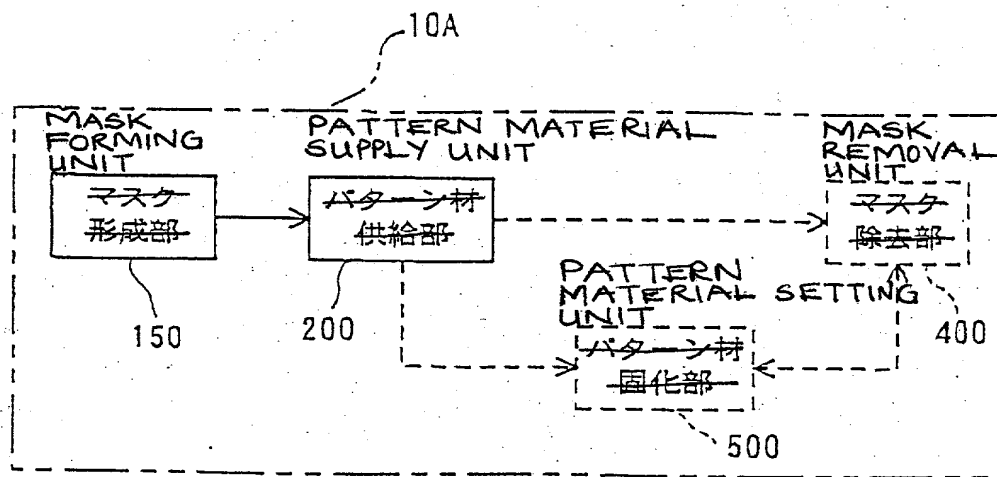 10A
MASK
FORMING
UNIT
マスク
形成部
150
PATTERN MATERIAL
SUPPLY UNIT
パターン材
供給部
200
MASK
REMOVAL
UNIT
マスク
除去部
400
PATTERN
MATERIAL SETTING
UNIT
パターン材
固化部
500